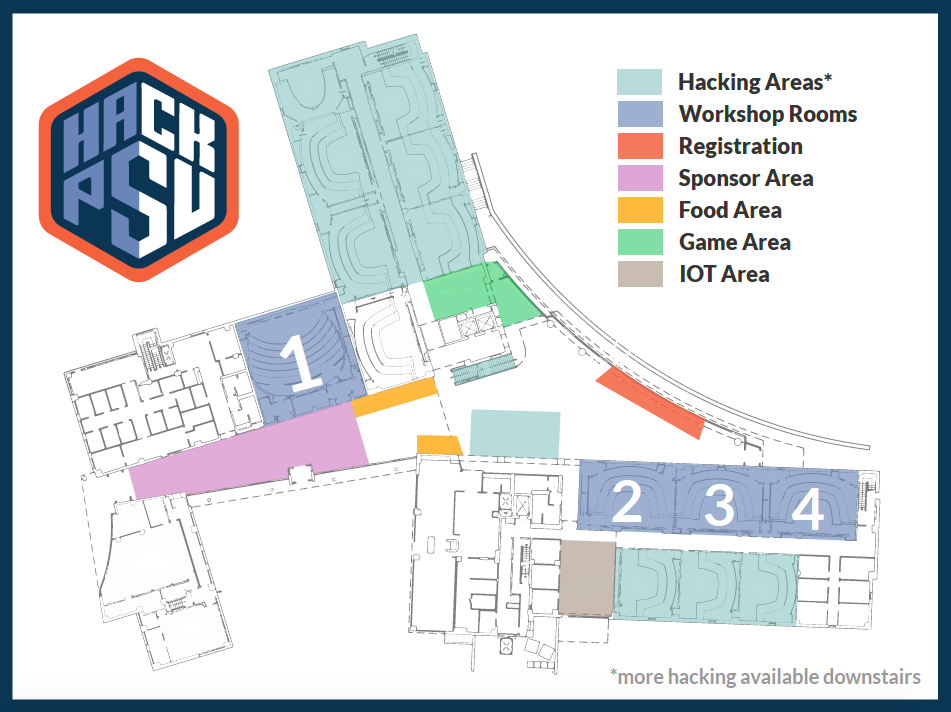 HACK
PSU
Hacking Areas*
Workshop Rooms
Registration
Sponsor Area
Food Area
Game Area
IOT Area
1
2
3
4
*more hacking available downstairs